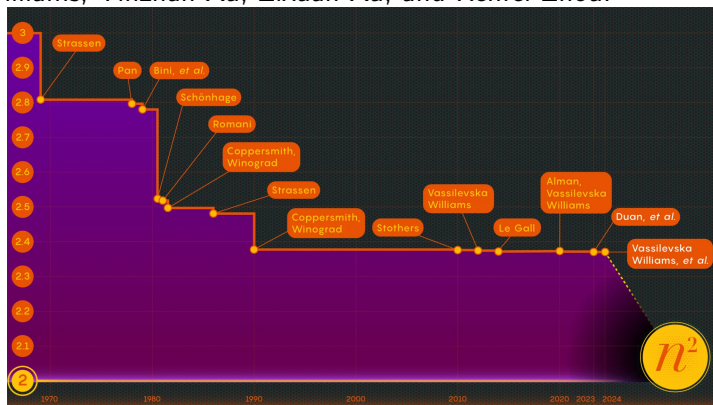 Williams, Yinzhan Xu, Zixuan Xu, and Renfei Zhou.
3
2.9
2.8
2.7
2.6
2.5
2.4
2.3
2.2
2.1
2
Strassen
Pan
Bini, et al.
Schönhage
Romani
Coppersmith,
Winograd
Strassen
Coppersmith,
Winograd
Stothers
Vassilevska
Williams
Le Gall
Alman,
Vassilevska
Williams
Duan, et al.
Vassilevska
Williams, et al.
n²
1970
1980
1990
2000
2010
2020
2023
2024